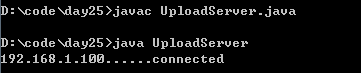 D:\code\day25>javac UploadServer.java
D:\code\day25>java UploadServer
192.168.1.100......connected